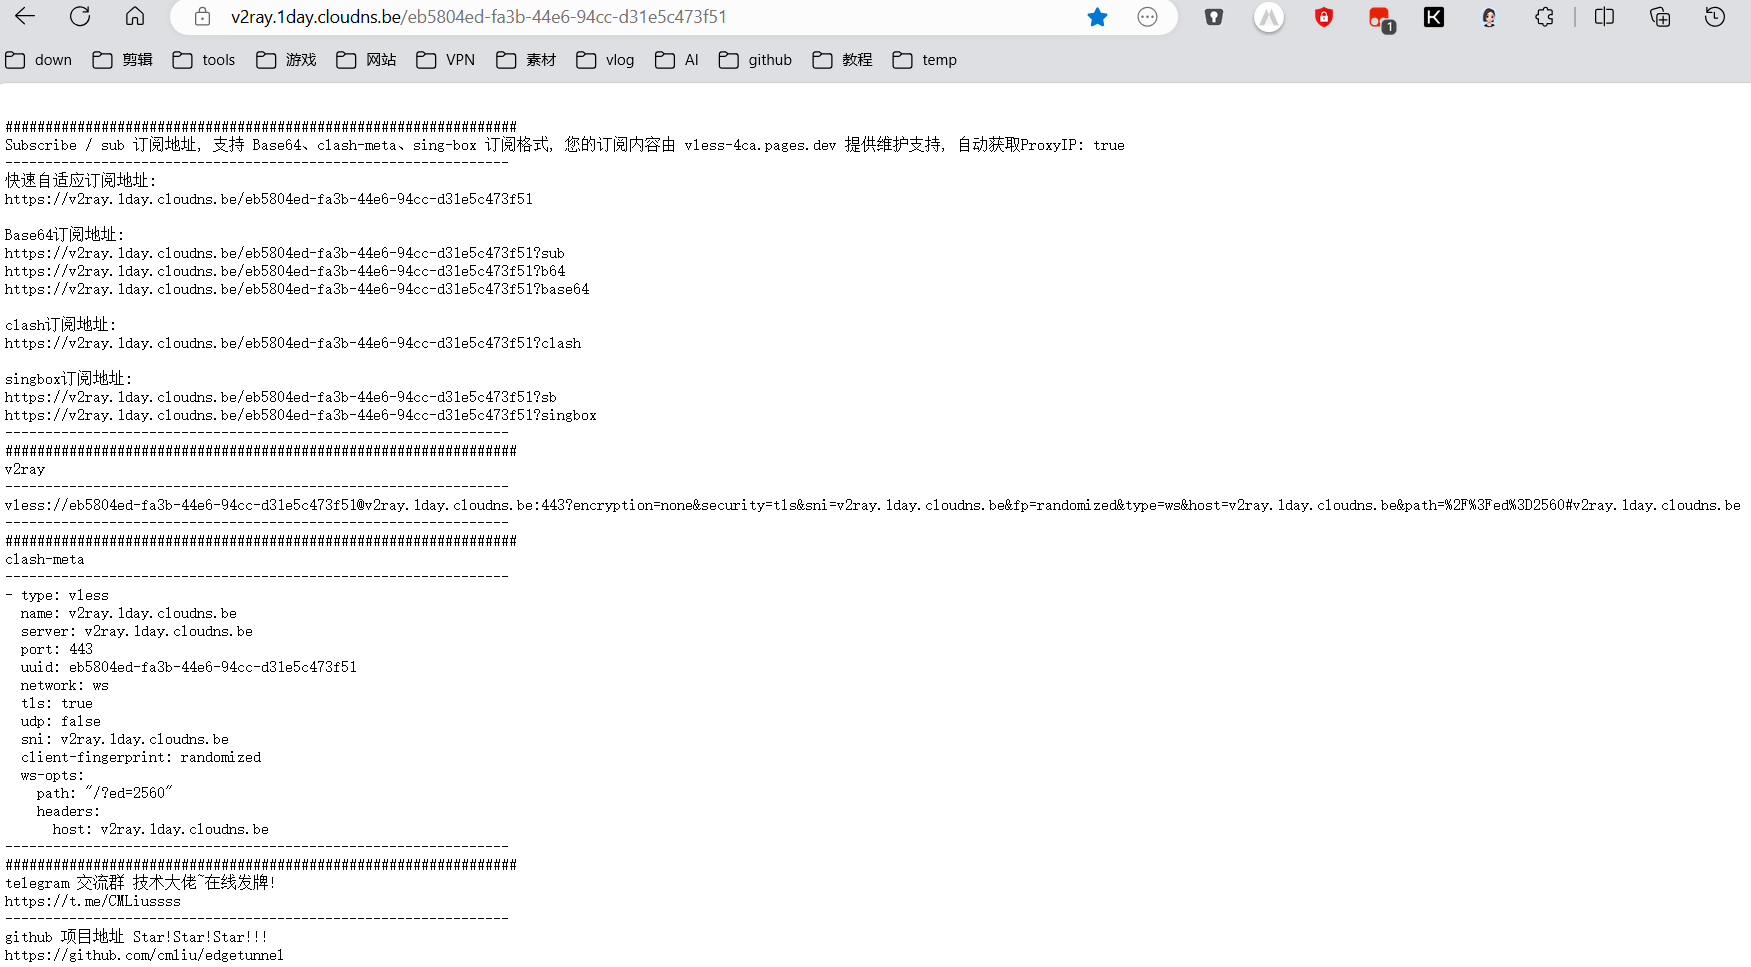 v2ray.1day.cloudns.be/eb5804ed-fa3b-44e6-94cc-d31e5c473f51
1
K
down 剪辑 tools 游戏 网站 VPN 素材 vlog AI github 教程 temp
################################################################
Subscribe / sub 订阅地址, 支持 Base64、clash-meta、sing-box 订阅格式, 您的订阅内容由 vless-4ca.pages.dev 提供维护支持, 自动获取ProxyIP: true
---------------------------------------------------------------
快速自适应订阅地址:
https://v2ray.1day.cloudns.be/eb5804ed-fa3b-44e6-94cc-d31e5c473f51
Base64订阅地址:
https://v2ray.1day.cloudns.be/eb5804ed-fa3b-44e6-94cc-d31e5c473f51?sub
https://v2ray.1day.cloudns.be/eb5804ed-fa3b-44e6-94cc-d31e5c473f51?b64
https://v2ray.1day.cloudns.be/eb5804ed-fa3b-44e6-94cc-d31e5c473f51?base64
clash订阅地址:
https://v2ray.1day.cloudns.be/eb5804ed-fa3b-44e6-94cc-d31e5c473f51?clash
singbox订阅地址:
https://v2ray.1day.cloudns.be/eb5804ed-fa3b-44e6-94cc-d31e5c473f51?sb
https://v2ray.1day.cloudns.be/eb5804ed-fa3b-44e6-94cc-d31e5c473f51?singbox
---------------------------------------------------------------
################################################################
v2ray
---------------------------------------------------------------
vless://eb5804ed-fa3b-44e6-94cc-d31e5c473f51@v2ray.1day.cloudns.be:443?encryption=none&security=tls&sni=v2ray.1day.cloudns.be&fp=randomized&type=ws&host=v2ray.1day.cloudns.be&path=%2F%3Fed%3D2560#v2ray.1day.cloudns.be
---------------------------------------------------------------
################################################################
clash-meta
---------------------------------------------------------------
- type: vless
  name: v2ray.1day.cloudns.be
  server: v2ray.1day.cloudns.be
  port: 443
  uuid: eb5804ed-fa3b-44e6-94cc-d31e5c473f51
  network: ws
  tls: true
  udp: false
  sni: v2ray.1day.cloudns.be
  client-fingerprint: randomized
  ws-opts:
    path: "/?ed=2560"
    headers:
      host: v2ray.1day.cloudns.be
---------------------------------------------------------------
################################################################
telegram 交流群 技术大佬~在线发牌!
https://t.me/CMLiussss
---------------------------------------------------------------
github 项目地址 Star!Star!Star!!!
https://github.com/cmliu/edgetunnel